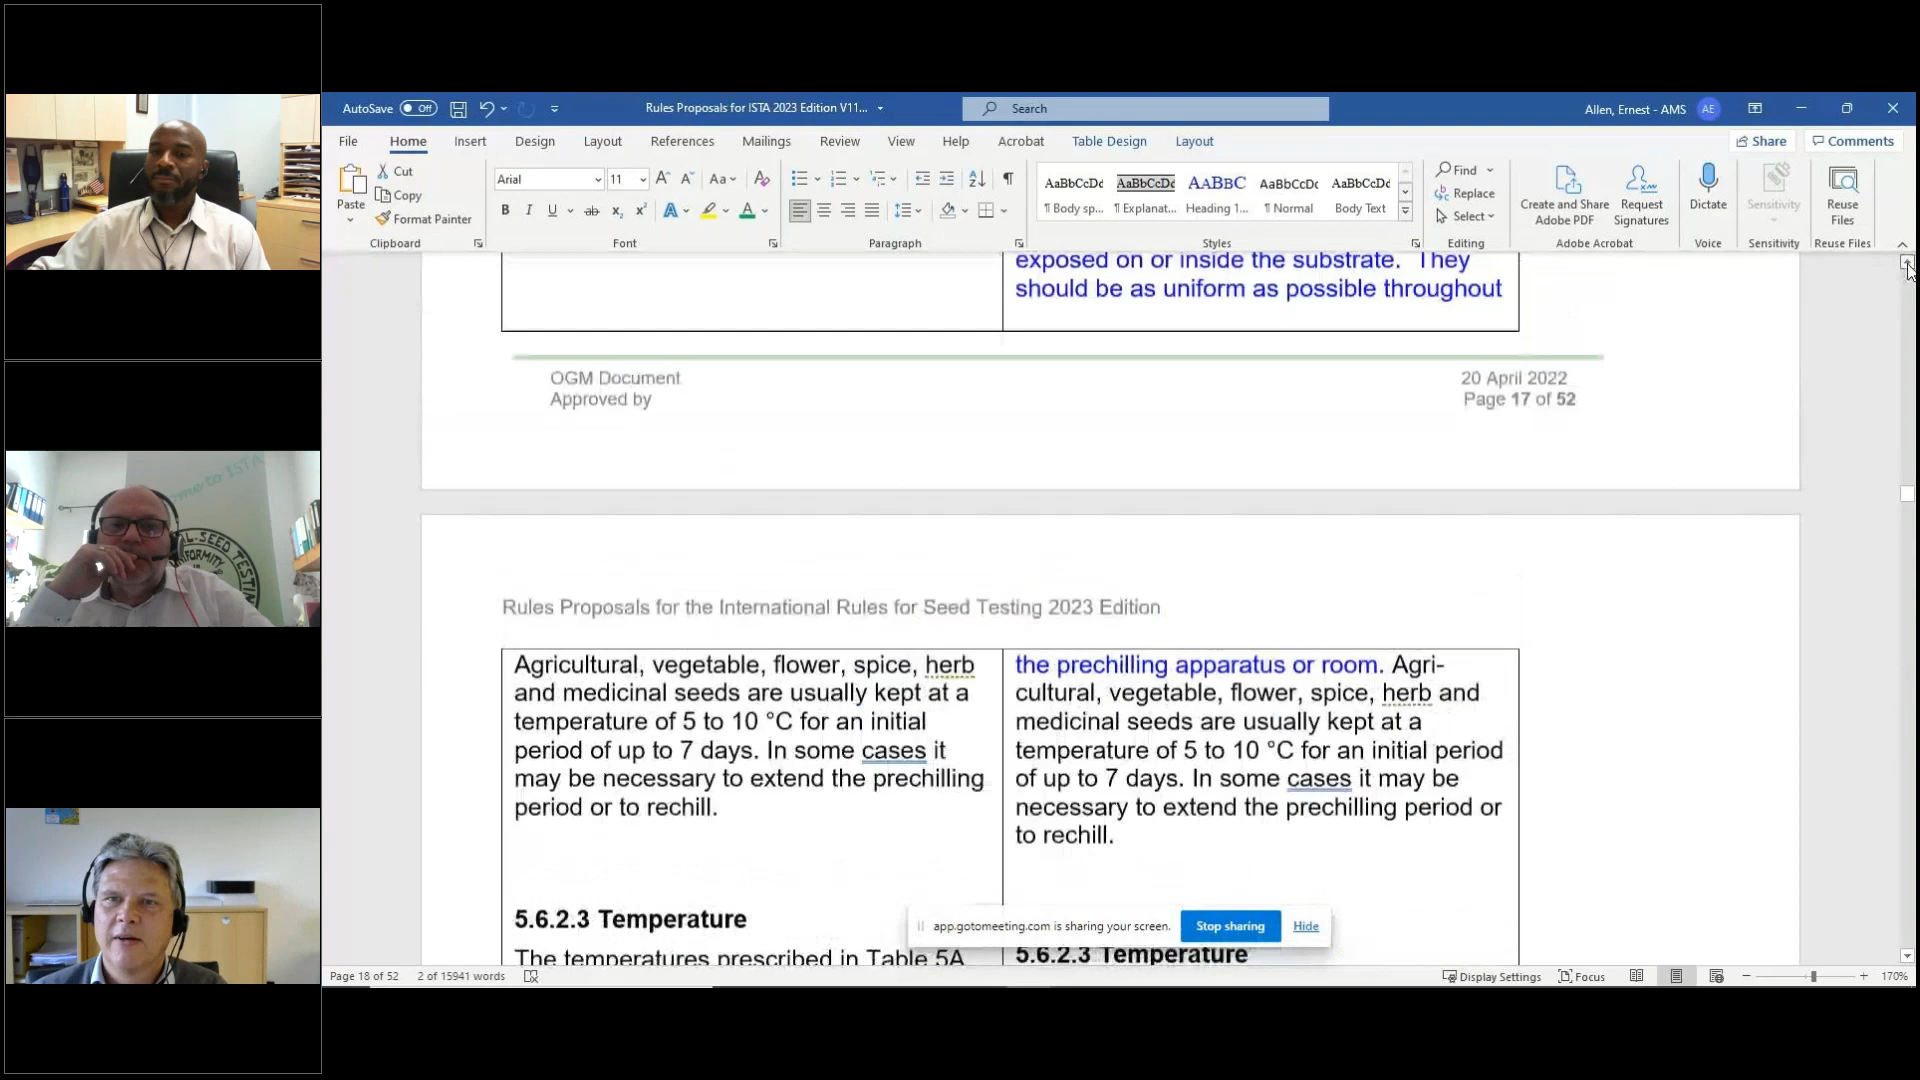 AutoSave Off
Rules Proposals for ISTA 2023 Edition V11...
Search
Allen, Ernest - AMS AE
File Home Insert Design Layout References Mailings Review View Help Acrobat Table Design Layout
Share Comments
Paste
Cut
Copy
Format Painter
Clipboard
Arial 11
Font
Paragraph
AaBbCcDc AaBbCcDc AABBC AaBbCcDc AaBbCcDc
¶ Body sp... ¶ Explanat... Heading 1... ¶ Normal Body Text
Styles
Find
Replace
Select
Editing
Create and Share Adobe PDF
Request Signatures
Adobe Acrobat
Dictate
Voice
Sensitivity
Sensitivity
Reuse Files
Reuse Files
exposed on or inside the substrate. They
should be as uniform as possible throughout
OGM Document
Approved by
20 April 2022
Page 17 of 52
Rules Proposals for the International Rules for Seed Testing 2023 Edition
Agricultural, vegetable, flower, spice, herb
and medicinal seeds are usually kept at a
temperature of 5 to 10 °C for an initial
period of up to 7 days. In some cases it
may be necessary to extend the prechilling
period or to rechill.
5.6.2.3 Temperature
The temperatures prescribed in Table 5A
the prechilling apparatus or room. Agri-
cultural, vegetable, flower, spice, herb and
medicinal seeds are usually kept at a
temperature of 5 to 10 °C for an initial period
of up to 7 days. In some cases it may be
necessary to extend the prechilling period or
to rechill.
5.6.2.3 Temperature
app.gotomeeting.com is sharing your screen.
Stop sharing
Hide
Page 18 of 52 2 of 15941 words
Display Settings
Focus
170%
me to ISTA